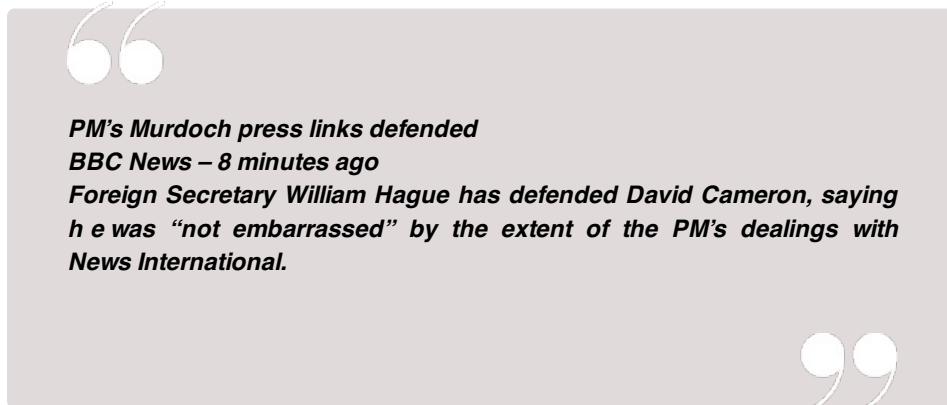 PM’s Murdoch press links defended
BBC News – 8 minutes ago
Foreign Secretary William Hague has defended David Cameron, saying
h e was “not embarrassed” by the extent of the PM’s dealings with
News International.